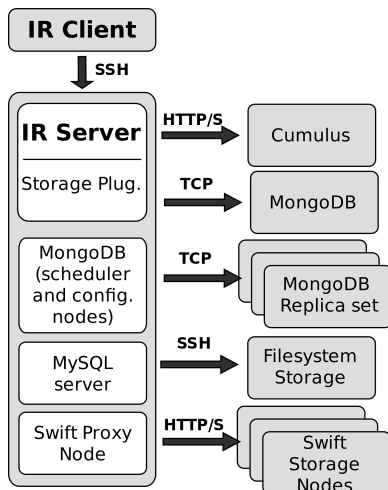 IR Client
SSH
IR Server
Storage Plug.
HTTP/S
Cumulus
TCP
MongoDB
MongoDB
(scheduler
and config.
nodes)
TCP
MongoDB
Replica set
MySQL
server
SSH
Filesystem
Storage
Swift Proxy
Node
HTTP/S
Swift
Storage
Nodes